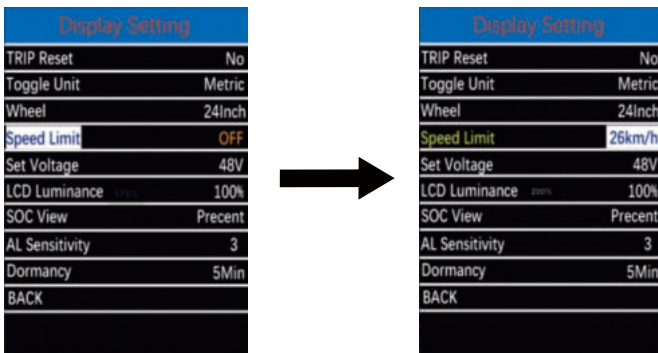 Display Setting
TRIP Reset No
Toggle Unit Metric
Wheel 24Inch
Speed Limit OFF
Set Voltage 48V
LCD Luminance 175% 100%
SOC View Precent
AL Sensitivity 3
Dormancy 5Min
BACK
Display Setting
TRIP Reset No
Toggle Unit Metric
Wheel 24Inch
Speed Limit 26km/h
Set Voltage 48V
LCD Luminance 200% 100%
SOC View Precent
AL Sensitivity 3
Dormancy 5Min
BACK